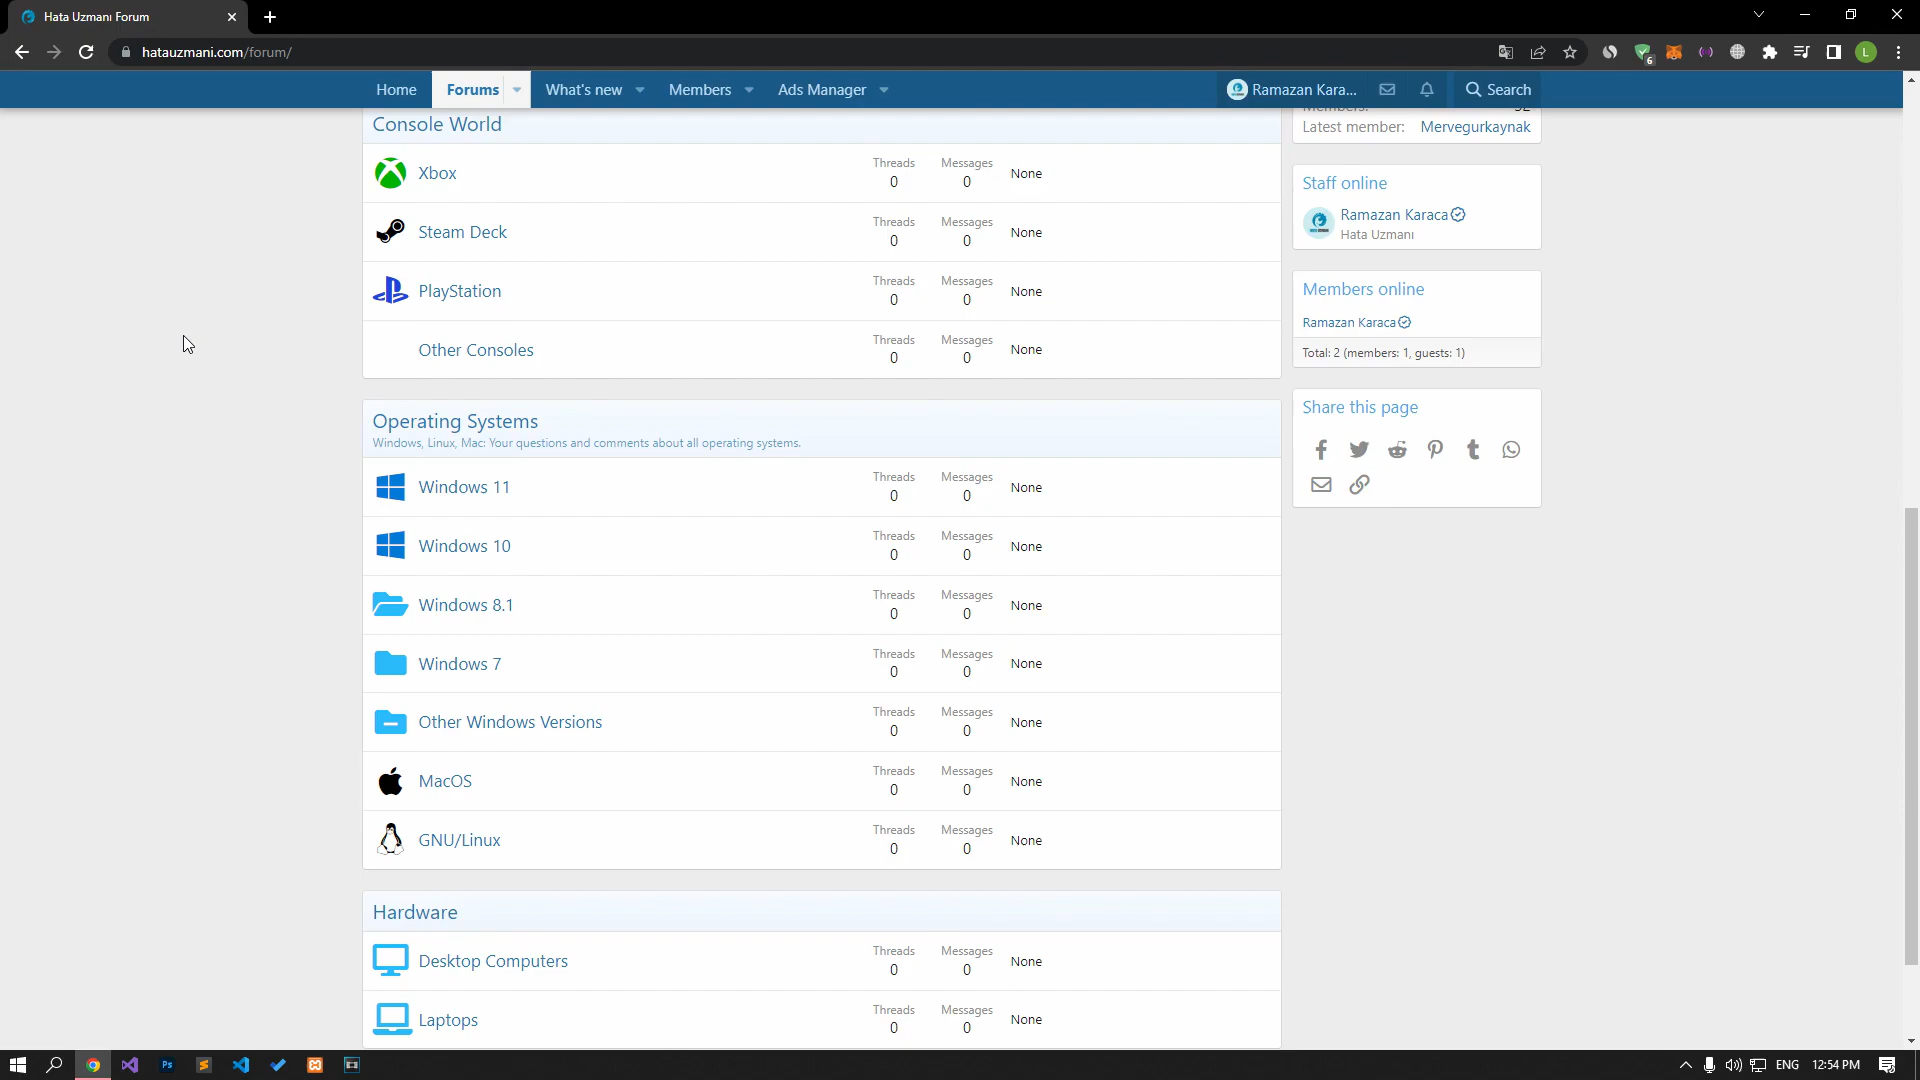 Hata Uzmanı Forum
hatauzmani.com/forum/
6
L
Home
Forums
What's new
Members
Ads Manager
Ramazan Kara...
Search
Console World
Xbox
Threads
0
Messages
0
None
Steam Deck
Threads
0
Messages
0
None
PlayStation
Threads
0
Messages
0
None
Other Consoles
Threads
0
Messages
0
None
Operating Systems
Windows, Linux, Mac: Your questions and comments about all operating systems.
Windows 11
Threads
0
Messages
0
None
Windows 10
Threads
0
Messages
0
None
Windows 8.1
Threads
0
Messages
0
None
Windows 7
Threads
0
Messages
0
None
Other Windows Versions
Threads
0
Messages
0
None
MacOS
Threads
0
Messages
0
None
GNU/Linux
Threads
0
Messages
0
None
Hardware
Desktop Computers
Threads
0
Messages
0
None
Laptops
Threads
0
Messages
0
None
Latest member: Mervegurkaynak
Staff online
Ramazan Karaca
Hata Uzmanı
Members online
Ramazan Karaca
Total: 2 (members: 1, guests: 1)
Share this page
Ps
ENG
12:54 PM